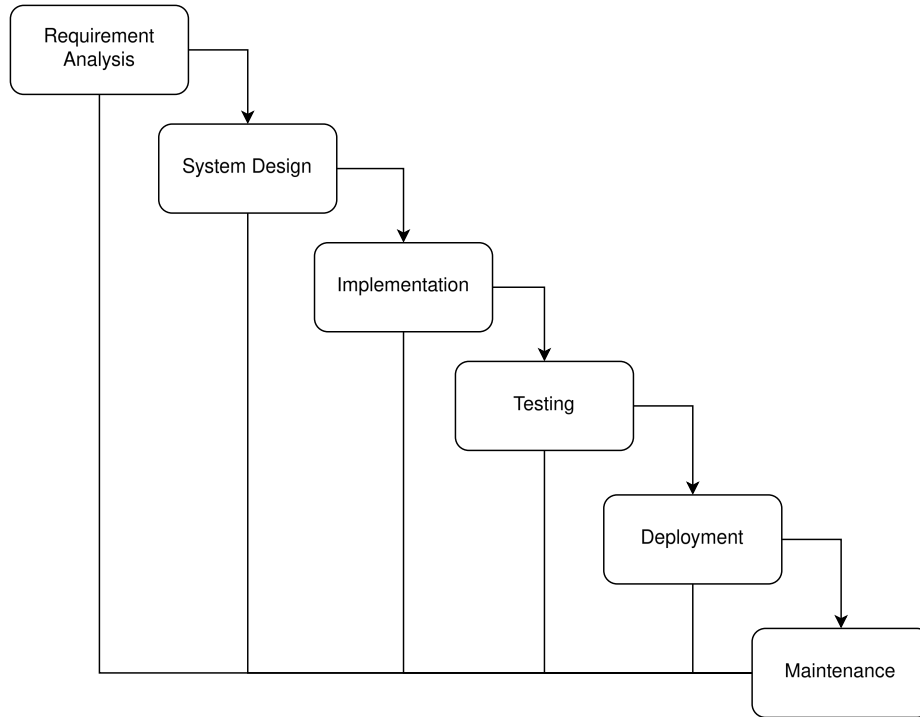 Requirement
Analysis
System Design
Implementation
Testing
Deployment
Maintenance